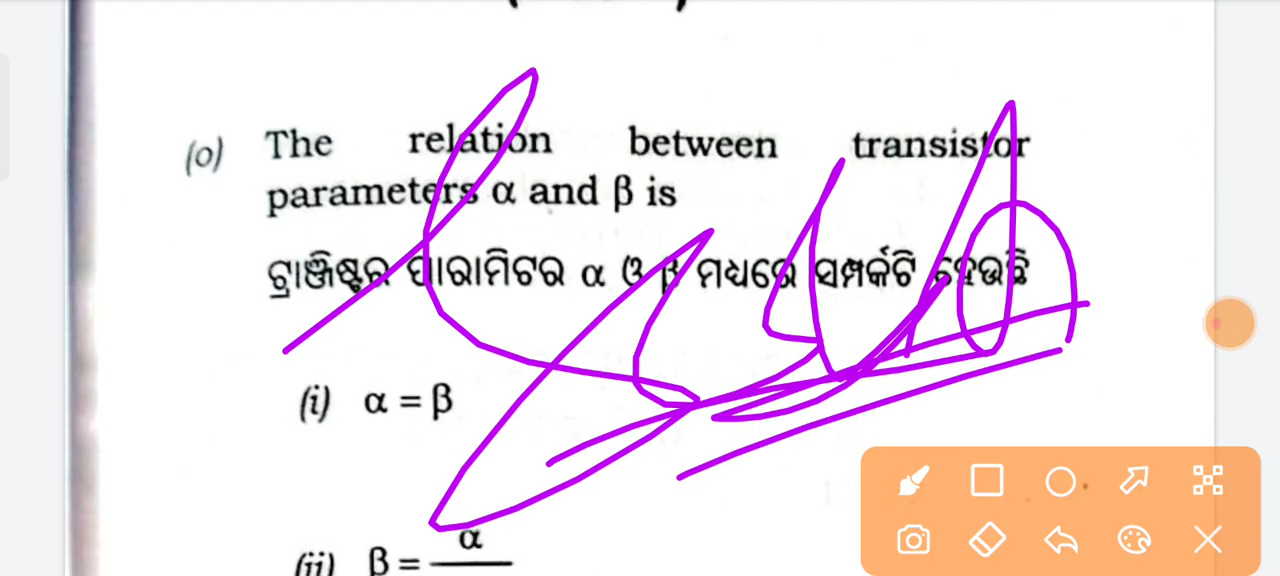 (o) The relation between transistor
parameters α and β is
ଟ୍ରାଞ୍ଜିଷ୍ଟର ପାରାମିଟର α ଓ β ମଧ୍ୟରେ ସମ୍ପର୍କଟି ହେଉଛି
(i) α = β
(ii) β = α